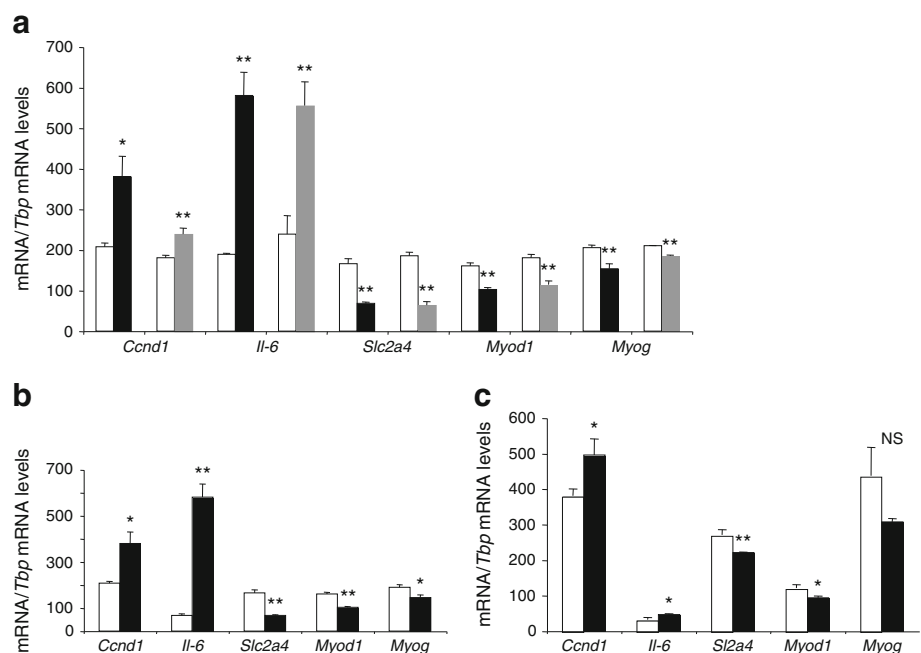 a
mRNA/Tbp mRNA levels
700
600
500
400
300
200
100
0
* ** ** ** ** ** ** ** ** **
Ccnd1 Il-6 Slc2a4 Myod1 Myog
b
mRNA/Tbp mRNA levels
700
500
300
100
0
* ** ** ** *
Ccnd1 Il-6 Slc2a4 Myod1 Myog
c
mRNA/Tbp mRNA levels
600
500
400
300
200
100
0
* * ** * NS
Ccnd1 Il-6 Sl2a4 Myod1 Myog